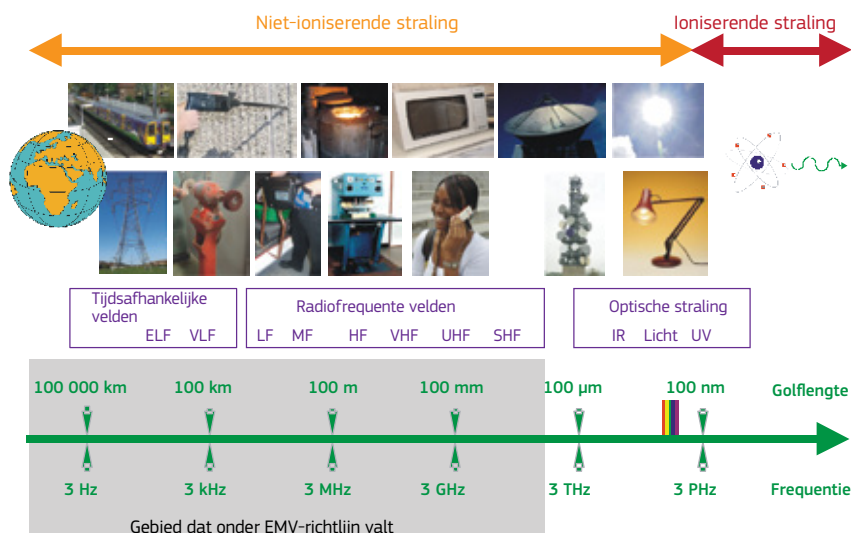 Niet-ioniserende straling
Ioniserende straling
Tijdsafhankelijke
velden
ELF VLF
Radiofrequente velden
LF MF HF VHF UHF SHF
Optische straling
IR Licht UV
100 000 km 100 km 100 m 100 mm 100 µm 100 nm Golflengte
3 Hz 3 kHz 3 MHz 3 GHz 3 THz 3 PHz Frequentie
Gebied dat onder EMV-richtlijn valt